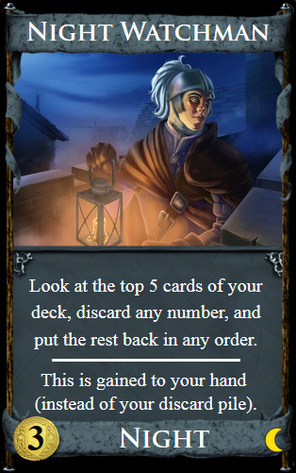 Night Watchman
Look at the top 5 cards of your
deck, discard any number, and
put the rest back in any order.
This is gained to your hand
(instead of your discard pile).
3 Night